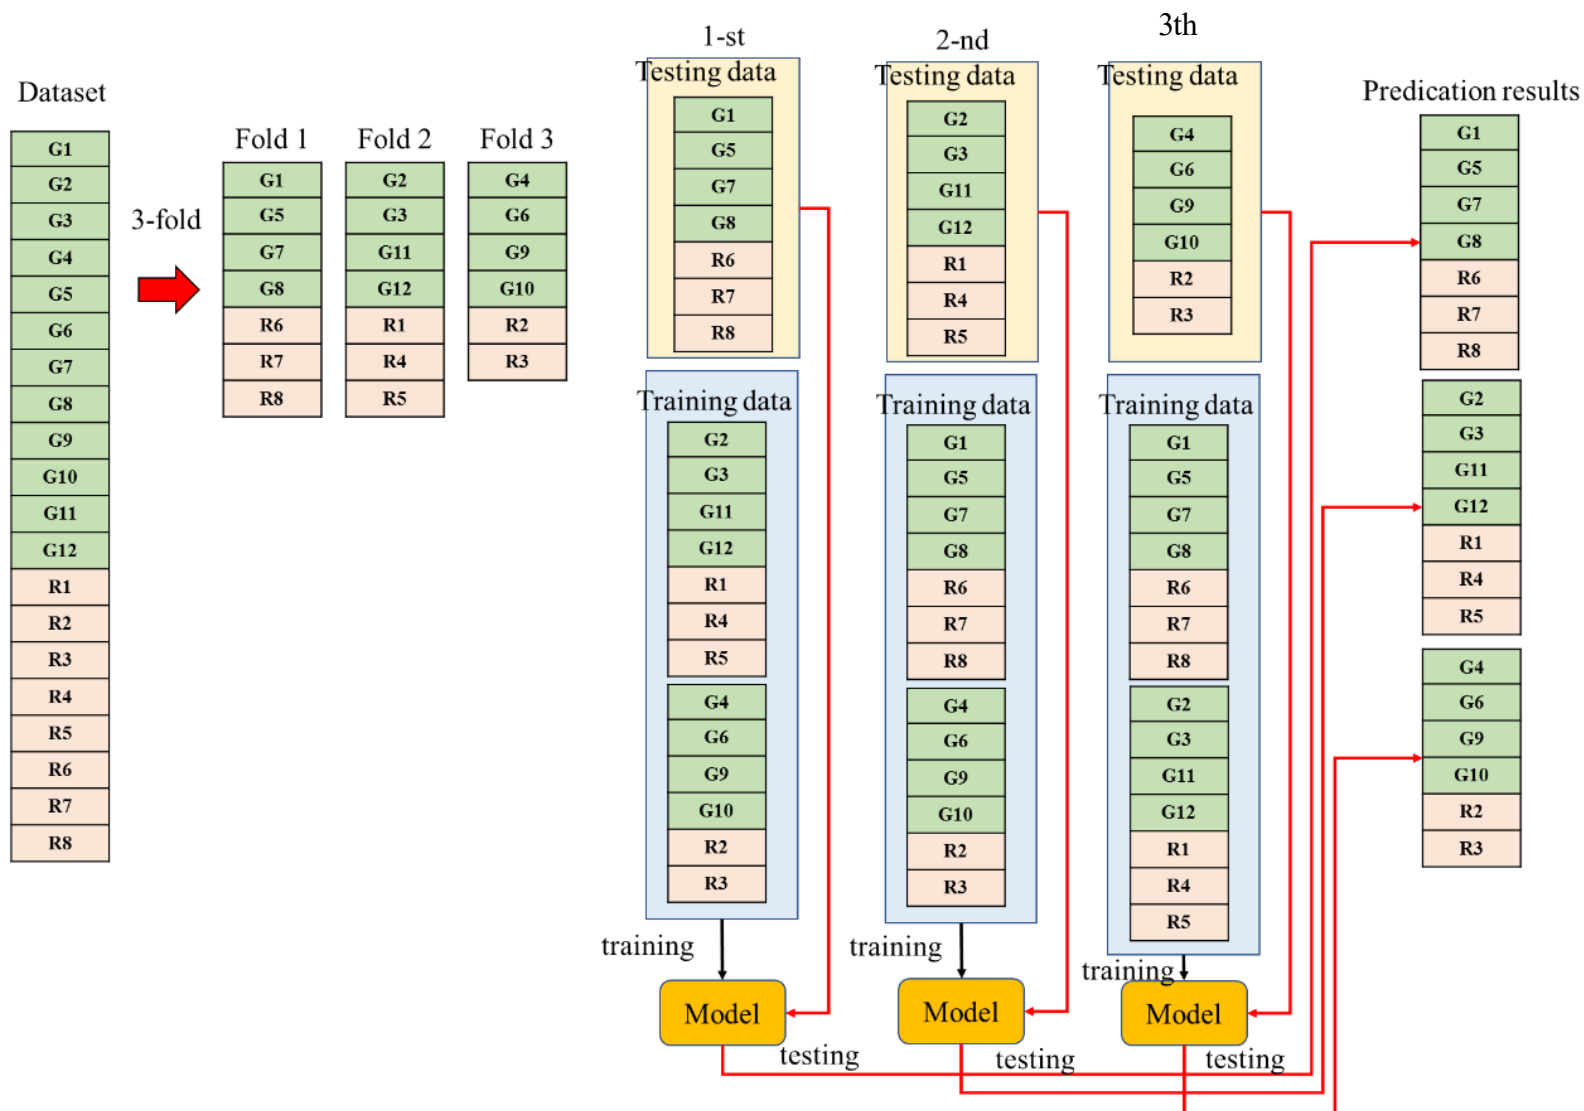 Dataset
G1
G2
G3
G4
G5
G6
G7
G8
G9
G10
G11
G12
R1
R2
R3
R4
R5
R6
R7
R8
3-fold
Fold 1
G1
G5
G7
G8
R6
R7
R8
Fold 2
G2
G3
G11
G12
R1
R4
R5
Fold 3
G4
G6
G9
G10
R2
R3
1-st
Testing data
G1
G5
G7
G8
R6
R7
R8
Training data
G2
G3
G11
G12
R1
R4
R5
G4
G6
G9
G10
R2
R3
training
Model
testing
2-nd
Testing data
G2
G3
G11
G12
R1
R4
R5
Training data
G1
G5
G7
G8
R6
R7
R8
G4
G6
G9
G10
R2
R3
training
Model
testing
3th
Testing data
G4
G6
G9
G10
R2
R3
Training data
G1
G5
G7
G8
R6
R7
R8
G2
G3
G11
G12
R1
R4
R5
training
Model
testing
Predication results
G1
G5
G7
G8
R6
R7
R8
G2
G3
G11
G12
R1
R4
R5
G4
G6
G9
G10
R2
R3